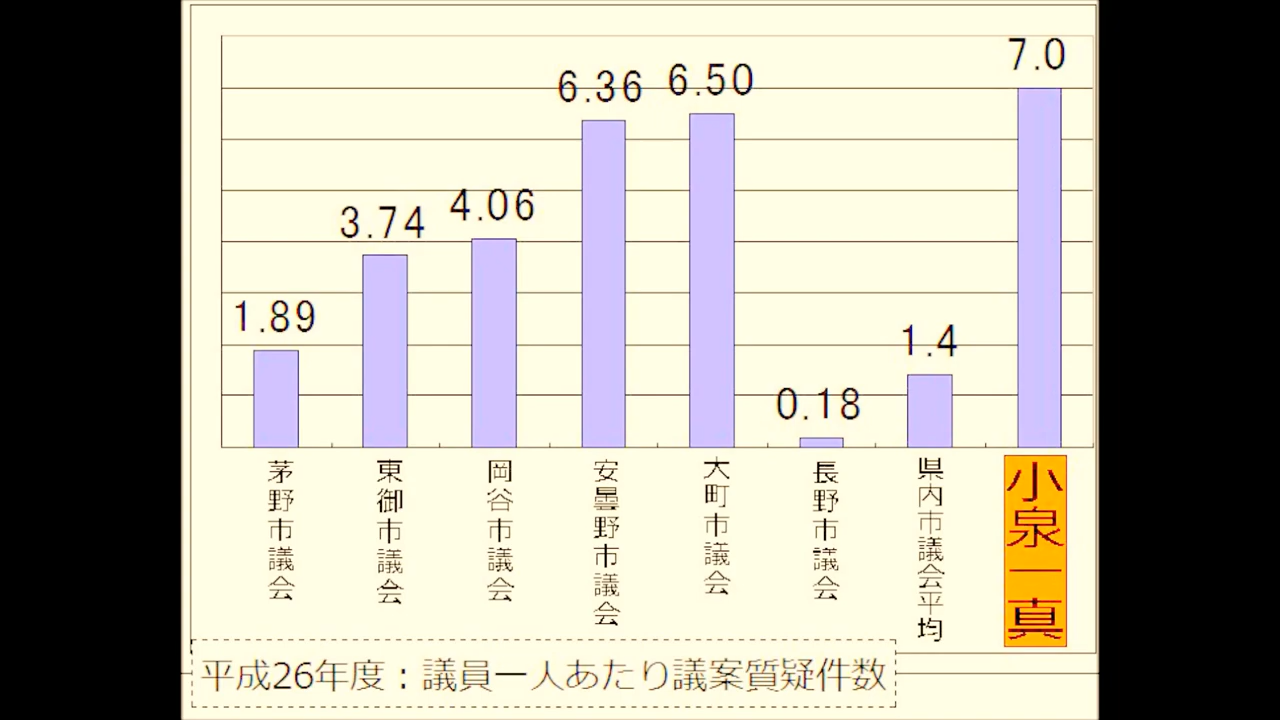 1.89
3.74
4.06
6.36
6.50
0.18
1.4
7.0
茅野市議会
東御市議会
岡谷市議会
安曇野市議会
大町市議会
長野市議会
県内市議会平均
小泉一真
平成26年度：議員一人あたり議案質疑件数